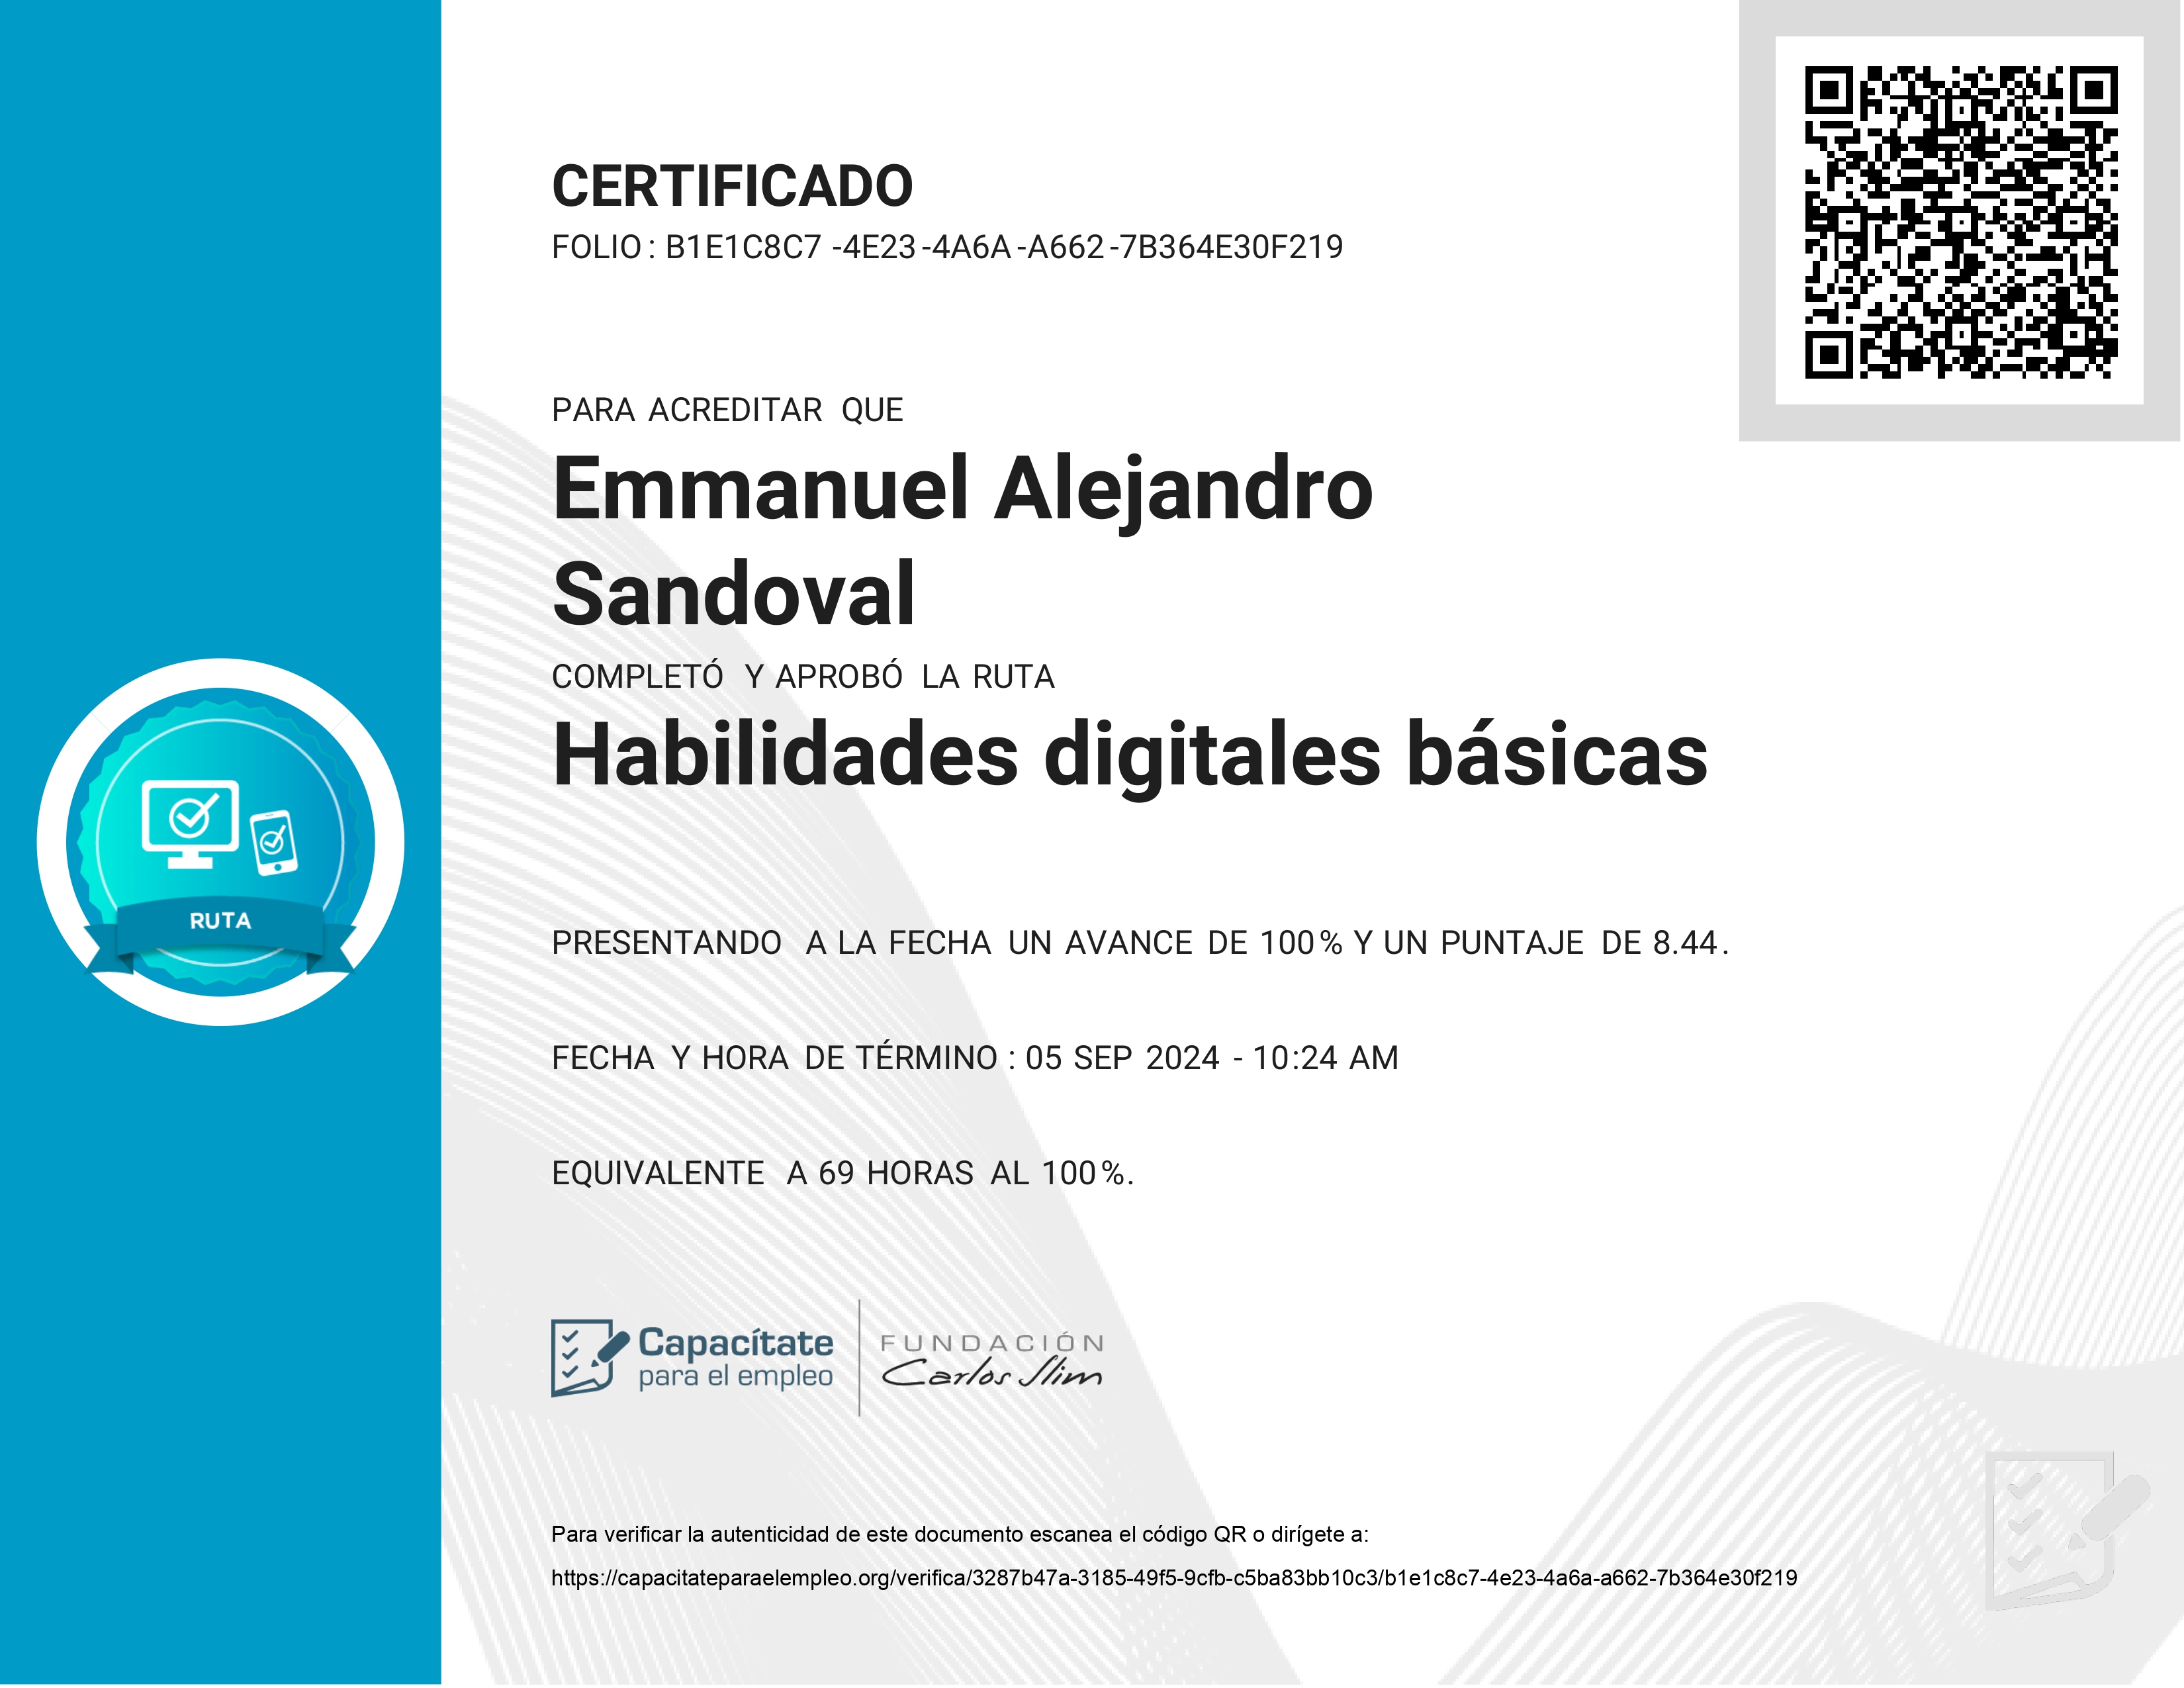 CERTIFICADO
FOLIO: B1E1C8C7-4E23-4A6A-A662-7B364E30F219
PARA ACREDITAR QUE
Emmanuel Alejandro
Sandoval
COMPLETÓ Y APROBÓ LA RUTA
Habilidades digitales básicas
RUTA
PRESENTANDO A LA FECHA UN AVANCE DE 100% Y UN PUNTAJE DE 8.44.
FECHA Y HORA DE TÉRMINO: 05 SEP 2024 - 10:24 AM
EQUIVALENTE A 69 HORAS AL 100%.
Capacítate
para el empleo
FUNDACIÓN
Carlos Slim
Para verificar la autenticidad de este documento escanea el código QR o dirígete a:
https://capacitateparaelempleo.org/verifica/3287b47a-3185-49f5-9cfb-c5ba83bb10c3/b1e1c8c7-4e23-4a6a-a662-7b364e30f219